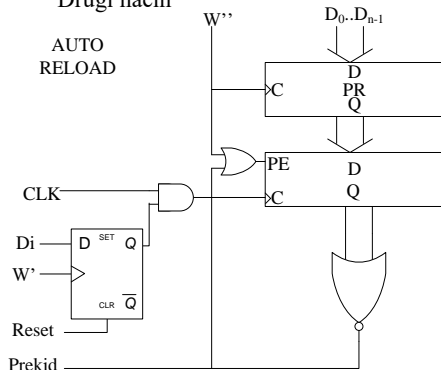 Drugi način
W’’
D0..Dn-1
AUTO
RELOAD
D
C PR
Q
PE D
CLK
C Q
Di D SET Q
W’
CLR Q
Reset
Prekid